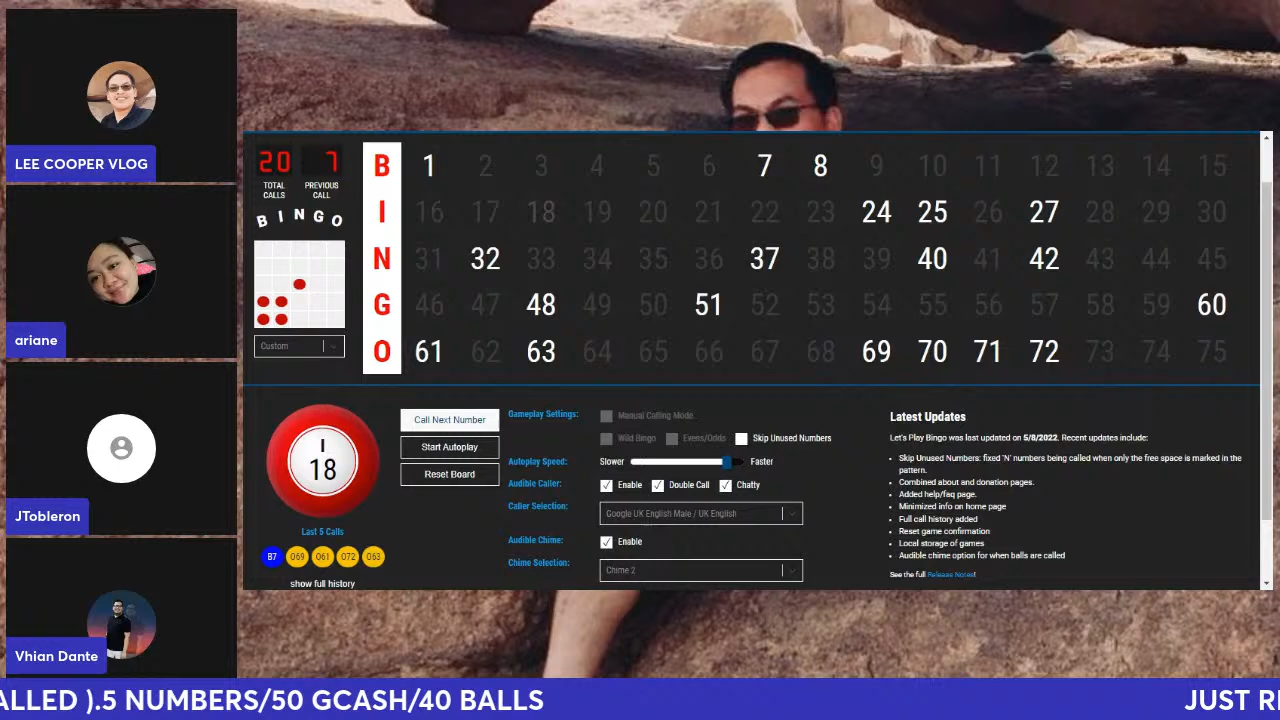 LEE COOPER VLOG
ariane
JTobleron
Vhian Dante
20 7
TOTAL CALLS
PREVIOUS CALL
B I N G O
Custom
B 1 2 3 4 5 6 7 8 9 10 11 12 13 14 15
I 16 17 18 19 20 21 22 23 24 25 26 27 28 29 30
N 31 32 33 34 35 36 37 38 39 40 41 42 43 44 45
G 46 47 48 49 50 51 52 53 54 55 56 57 58 59 60
O 61 62 63 64 65 66 67 68 69 70 71 72 73 74 75
I
18
Last 5 Calls
B7 O69 O61 O72 O63
show full history
Call Next Number
Start Autoplay
Reset Board
Gameplay Settings:
Manual Calling Mode
Wild Bingo Evens/Odds Skip Unused Numbers
Autoplay Speed: Slower Faster
Audible Caller: Enable Double Call Chatty
Caller Selection:
Google UK English Male / UK English
Audible Chime: Enable
Chime Selection:
Chime 2
Latest Updates
Let's Play Bingo was last updated on 5/8/2022. Recent updates include:
Skip Unused Numbers: fixed 'N' numbers being called when only the free space is marked in the
pattern.
Combined about and donation pages.
Added help/faq page.
Minimized info on home page
Full call history added
Reset game confirmation
Local storage of games
Audible chime option for when balls are called
See the full Release Notes!
ALLED ).5 NUMBERS/50 GCASH/40 BALLS
JUST R